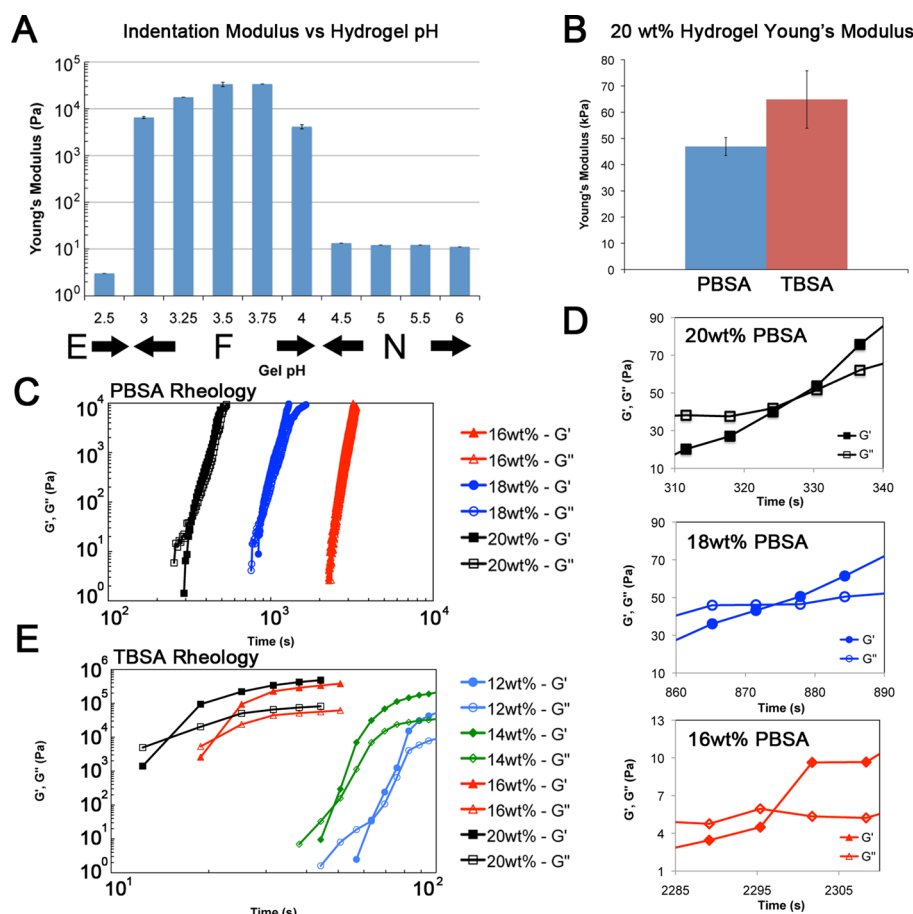 A
Indentation Modulus vs Hydrogel pH
Young's Modulus (Pa)
10^5
10^4
10^3
10^2
10^1
10^0
2.5 3 3.25 3.5 3.75 4 4.5 5 5.5 6
E F N
Gel pH
B
20 wt% Hydrogel Young's Modulus
Young's Modulus (kPa)
80
70
60
50
40
30
20
10
0
PBSA TBSA
C
PBSA Rheology
G', G'' (Pa)
10^4
10^3
10^2
10^1
10^0
10^2 10^3 10^4
Time (s)
16wt% - G'
16wt% - G''
18wt% - G'
18wt% - G''
20wt% - G'
20wt% - G''
D
20wt% PBSA
G', G'' (Pa)
90
70
50
30
10
310 320 330 340
Time (s)
G'
G''
18wt% PBSA
G', G'' (Pa)
90
70
50
30
10
860 870 880 890
Time (s)
G'
G''
16wt% PBSA
G', G'' (Pa)
13
10
7
4
1
2285 2295 2305
Time (s)
G'
G''
E
TBSA Rheology
G', G'' (Pa)
10^6
10^5
10^4
10^3
10^2
10^1
10^0
10^1 10^2
Time (s)
12wt% - G'
12wt% - G''
14wt% - G'
14wt% - G''
16wt% - G'
16wt% - G''
20wt% - G'
20wt% - G''